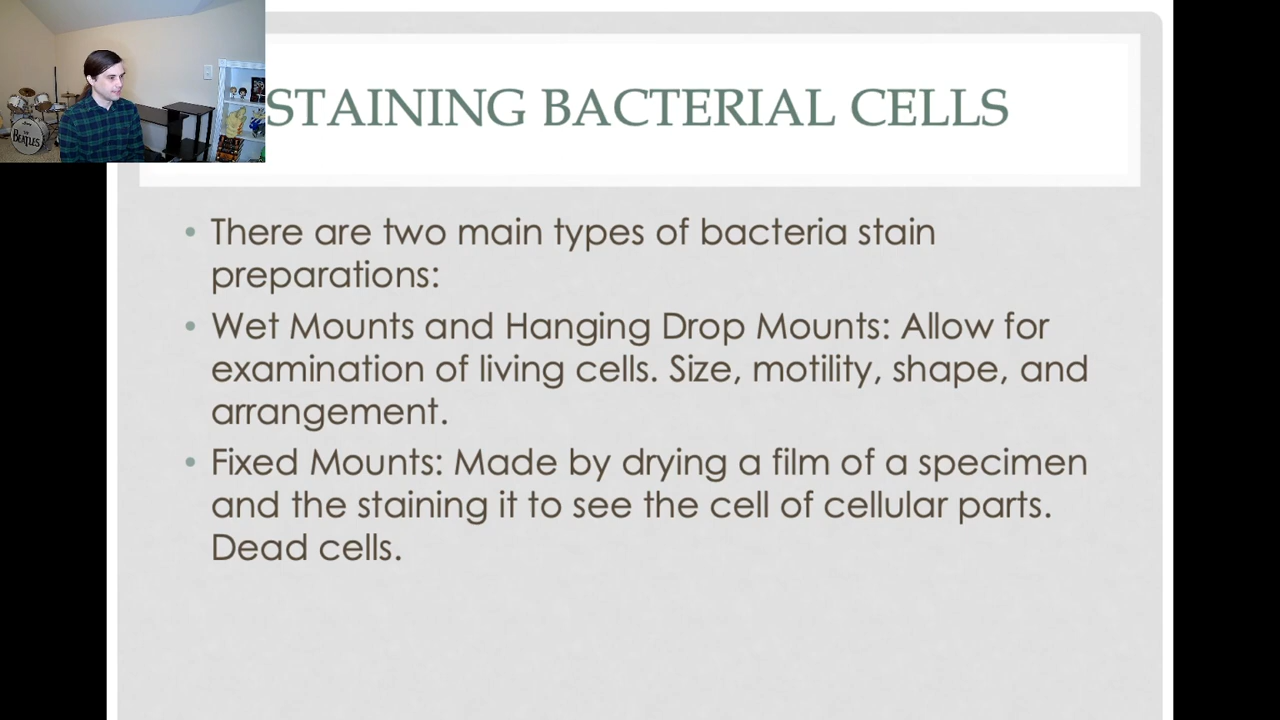 STAINING BACTERIAL CELLS
THE
BEATLES
• There are two main types of bacteria stain
preparations:
• Wet Mounts and Hanging Drop Mounts: Allow for
examination of living cells. Size, motility, shape, and
arrangement.
• Fixed Mounts: Made by drying a film of a specimen
and the staining it to see the cell of cellular parts.
Dead cells.